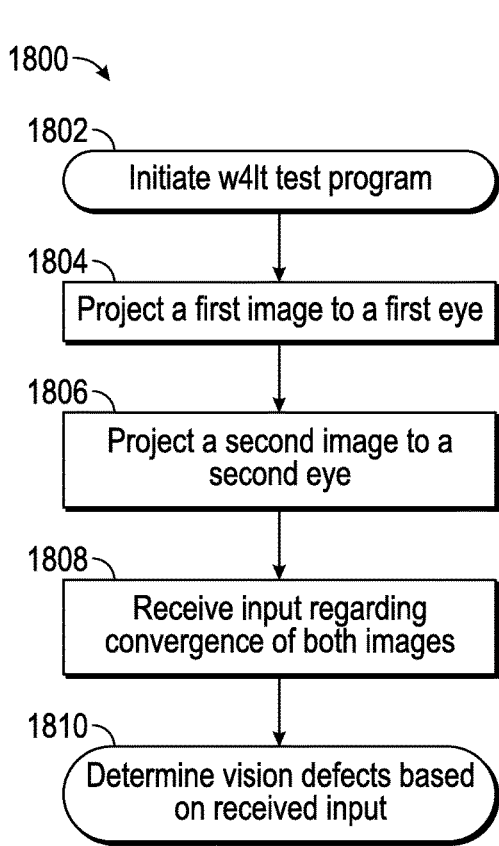 1800
1802
Initiate w4lt test program
1804
Project a first image to a first eye
1806
Project a second image to a
second eye
1808
Receive input regarding
convergence of both images
1810
Determine vision defects based
on received input